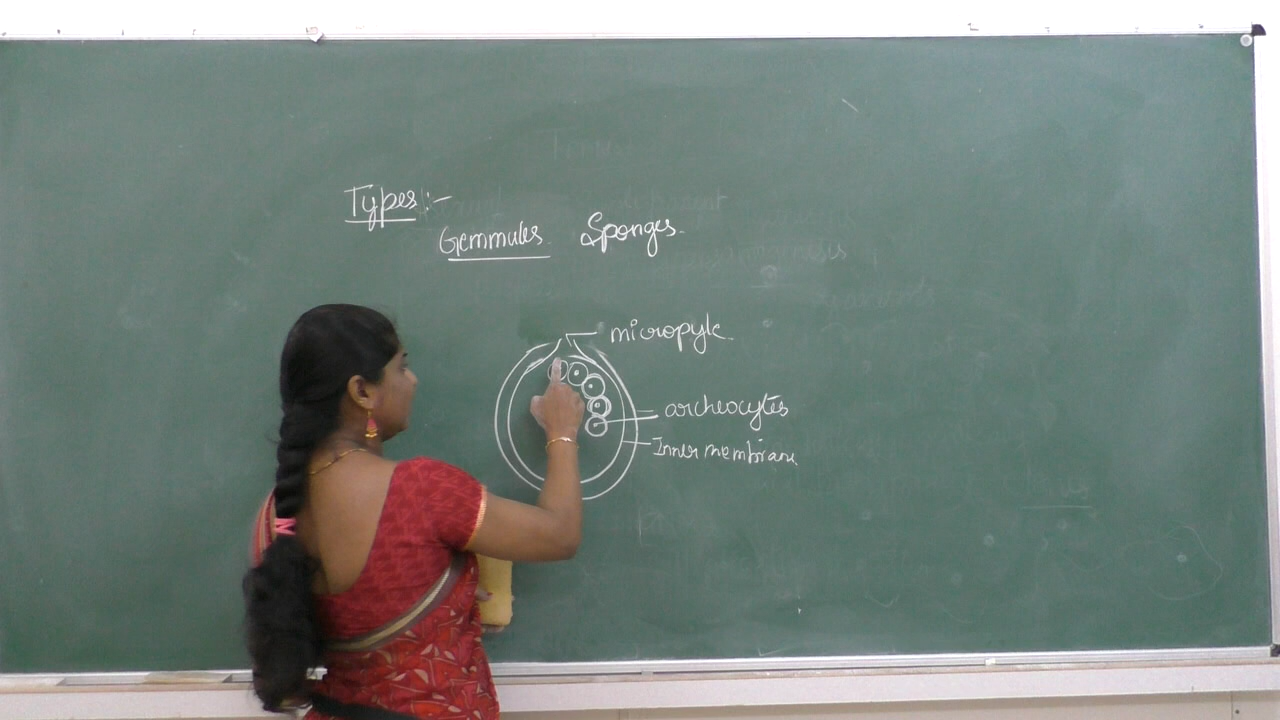 Types:-
Gemmules. Sponges.
micropyle.
archeocytes
Inner membrane